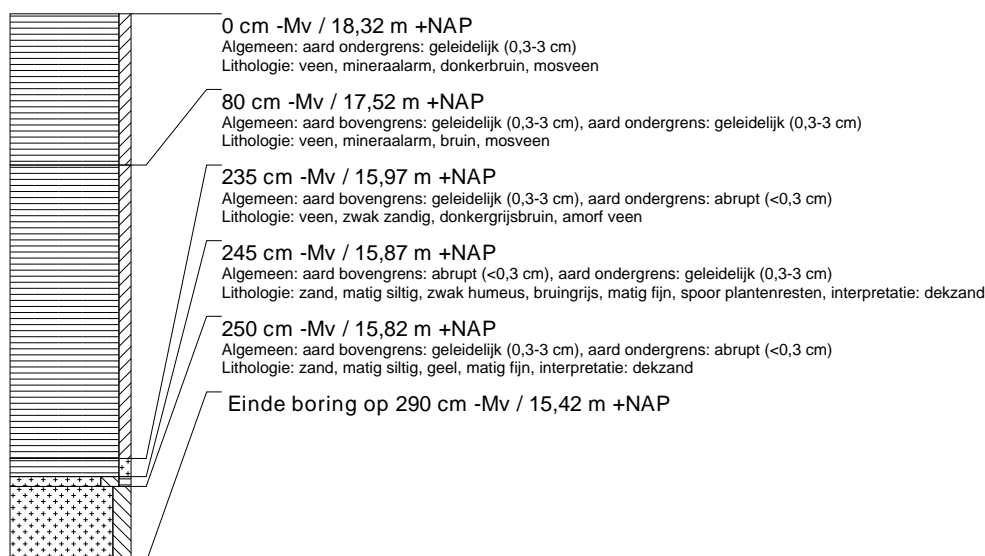 0 cm -Mv / 18,32 m +NAP
Algemeen: aard ondergrens: geleidelijk (0,3-3 cm)
Lithologie: veen, mineraalarm, donkerbruin, mosveen
80 cm -Mv / 17,52 m +NAP
Algemeen: aard bovengrens: geleidelijk (0,3-3 cm), aard ondergrens: geleidelijk (0,3-3 cm)
Lithologie: veen, mineraalarm, bruin, mosveen
235 cm -Mv / 15,97 m +NAP
Algemeen: aard bovengrens: geleidelijk (0,3-3 cm), aard ondergrens: abrupt (<0,3 cm)
Lithologie: veen, zwak zandig, donkergrijsbruin, amorf veen
245 cm -Mv / 15,87 m +NAP
Algemeen: aard bovengrens: abrupt (<0,3 cm), aard ondergrens: geleidelijk (0,3-3 cm)
Lithologie: zand, matig siltig, zwak humeus, bruingrijs, matig fijn, spoor plantenresten, interpretatie: dekzand
250 cm -Mv / 15,82 m +NAP
Algemeen: aard bovengrens: geleidelijk (0,3-3 cm), aard ondergrens: abrupt (<0,3 cm)
Lithologie: zand, matig siltig, geel, matig fijn, interpretatie: dekzand
Einde boring op 290 cm -Mv / 15,42 m +NAP